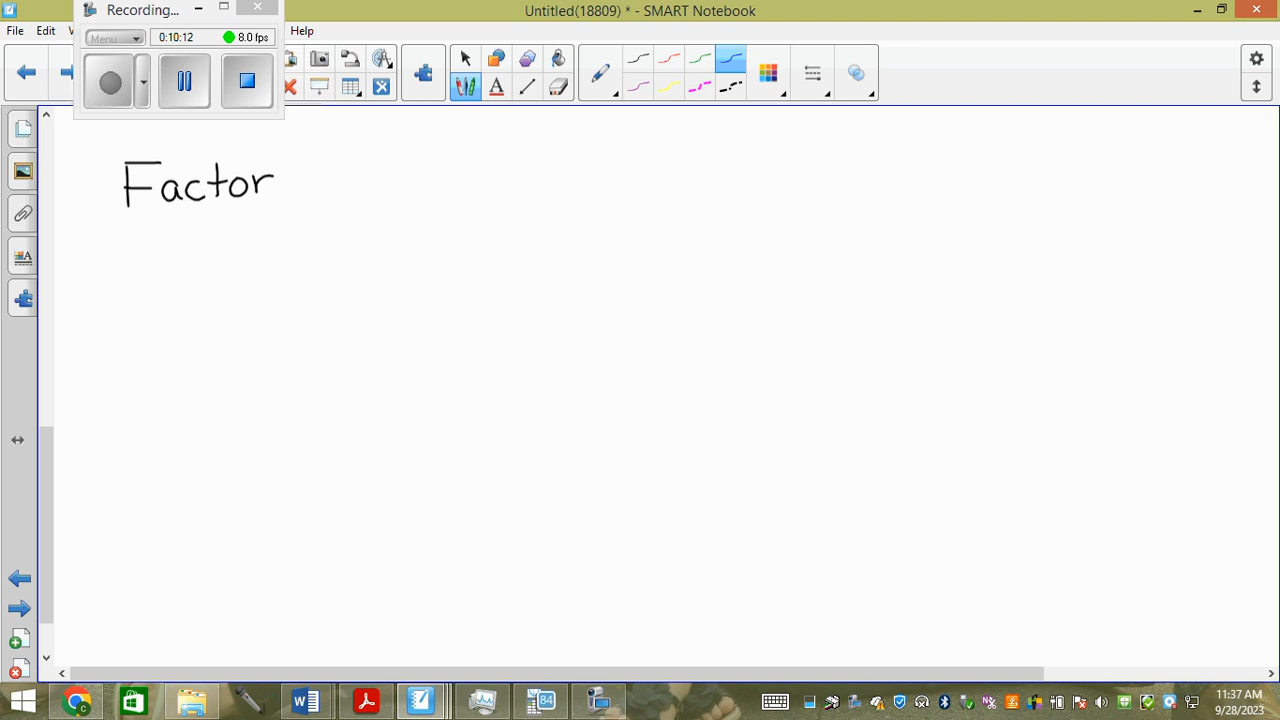 Recording...
Untitled(18809) * - SMART Notebook
File Edit Help
Menu 0:10:12 8.0 fps
Factor
84
11:37 AM
9/28/2023